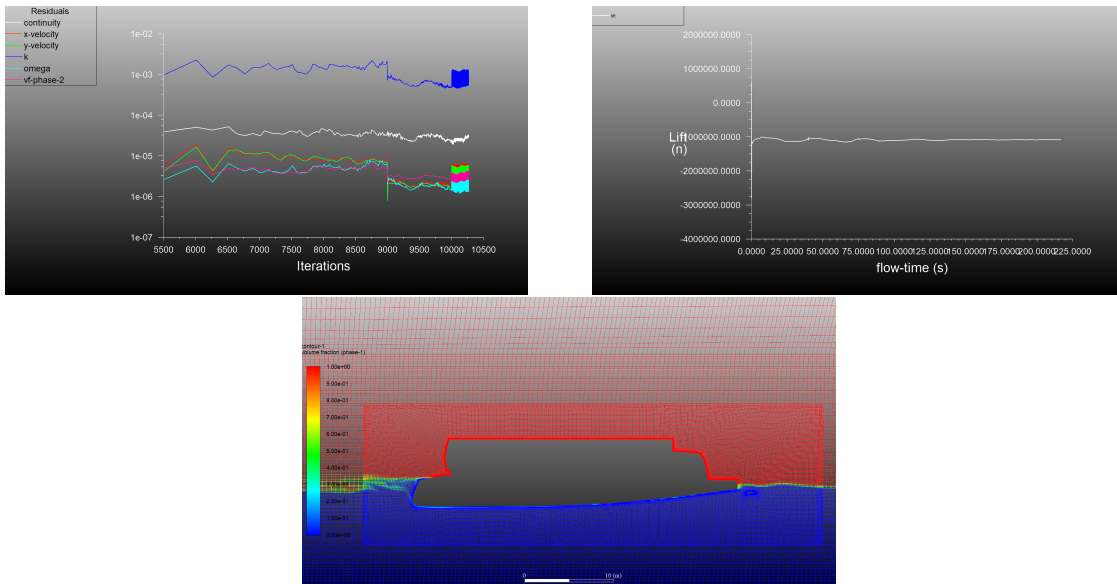 Residuals
continuity
x-velocity
y-velocity
k
omega
vf-phase-2
1e-02
1e-03
1e-04
1e-05
1e-06
1e-07
5500 6000 6500 7000 7500 8000 8500 9000 9500 10000 10500
Iterations
2000000.0000
1000000.0000
0.0000
-1000000.0000
-2000000.0000
-3000000.0000
-4000000.0000
Lift
(n)
0.0000 25.0000 50.0000 75.0000 100.0000 125.0000 150.0000 175.0000 200.0000 225.0000
flow-time (s)
contour-1
Volume fraction (phase-1)
1.00e+00
9.00e-01
8.00e-01
7.00e-01
6.00e-01
5.00e-01
4.00e-01
3.00e-01
2.00e-01
1.00e-01
0.00e+00
0 10 (m)